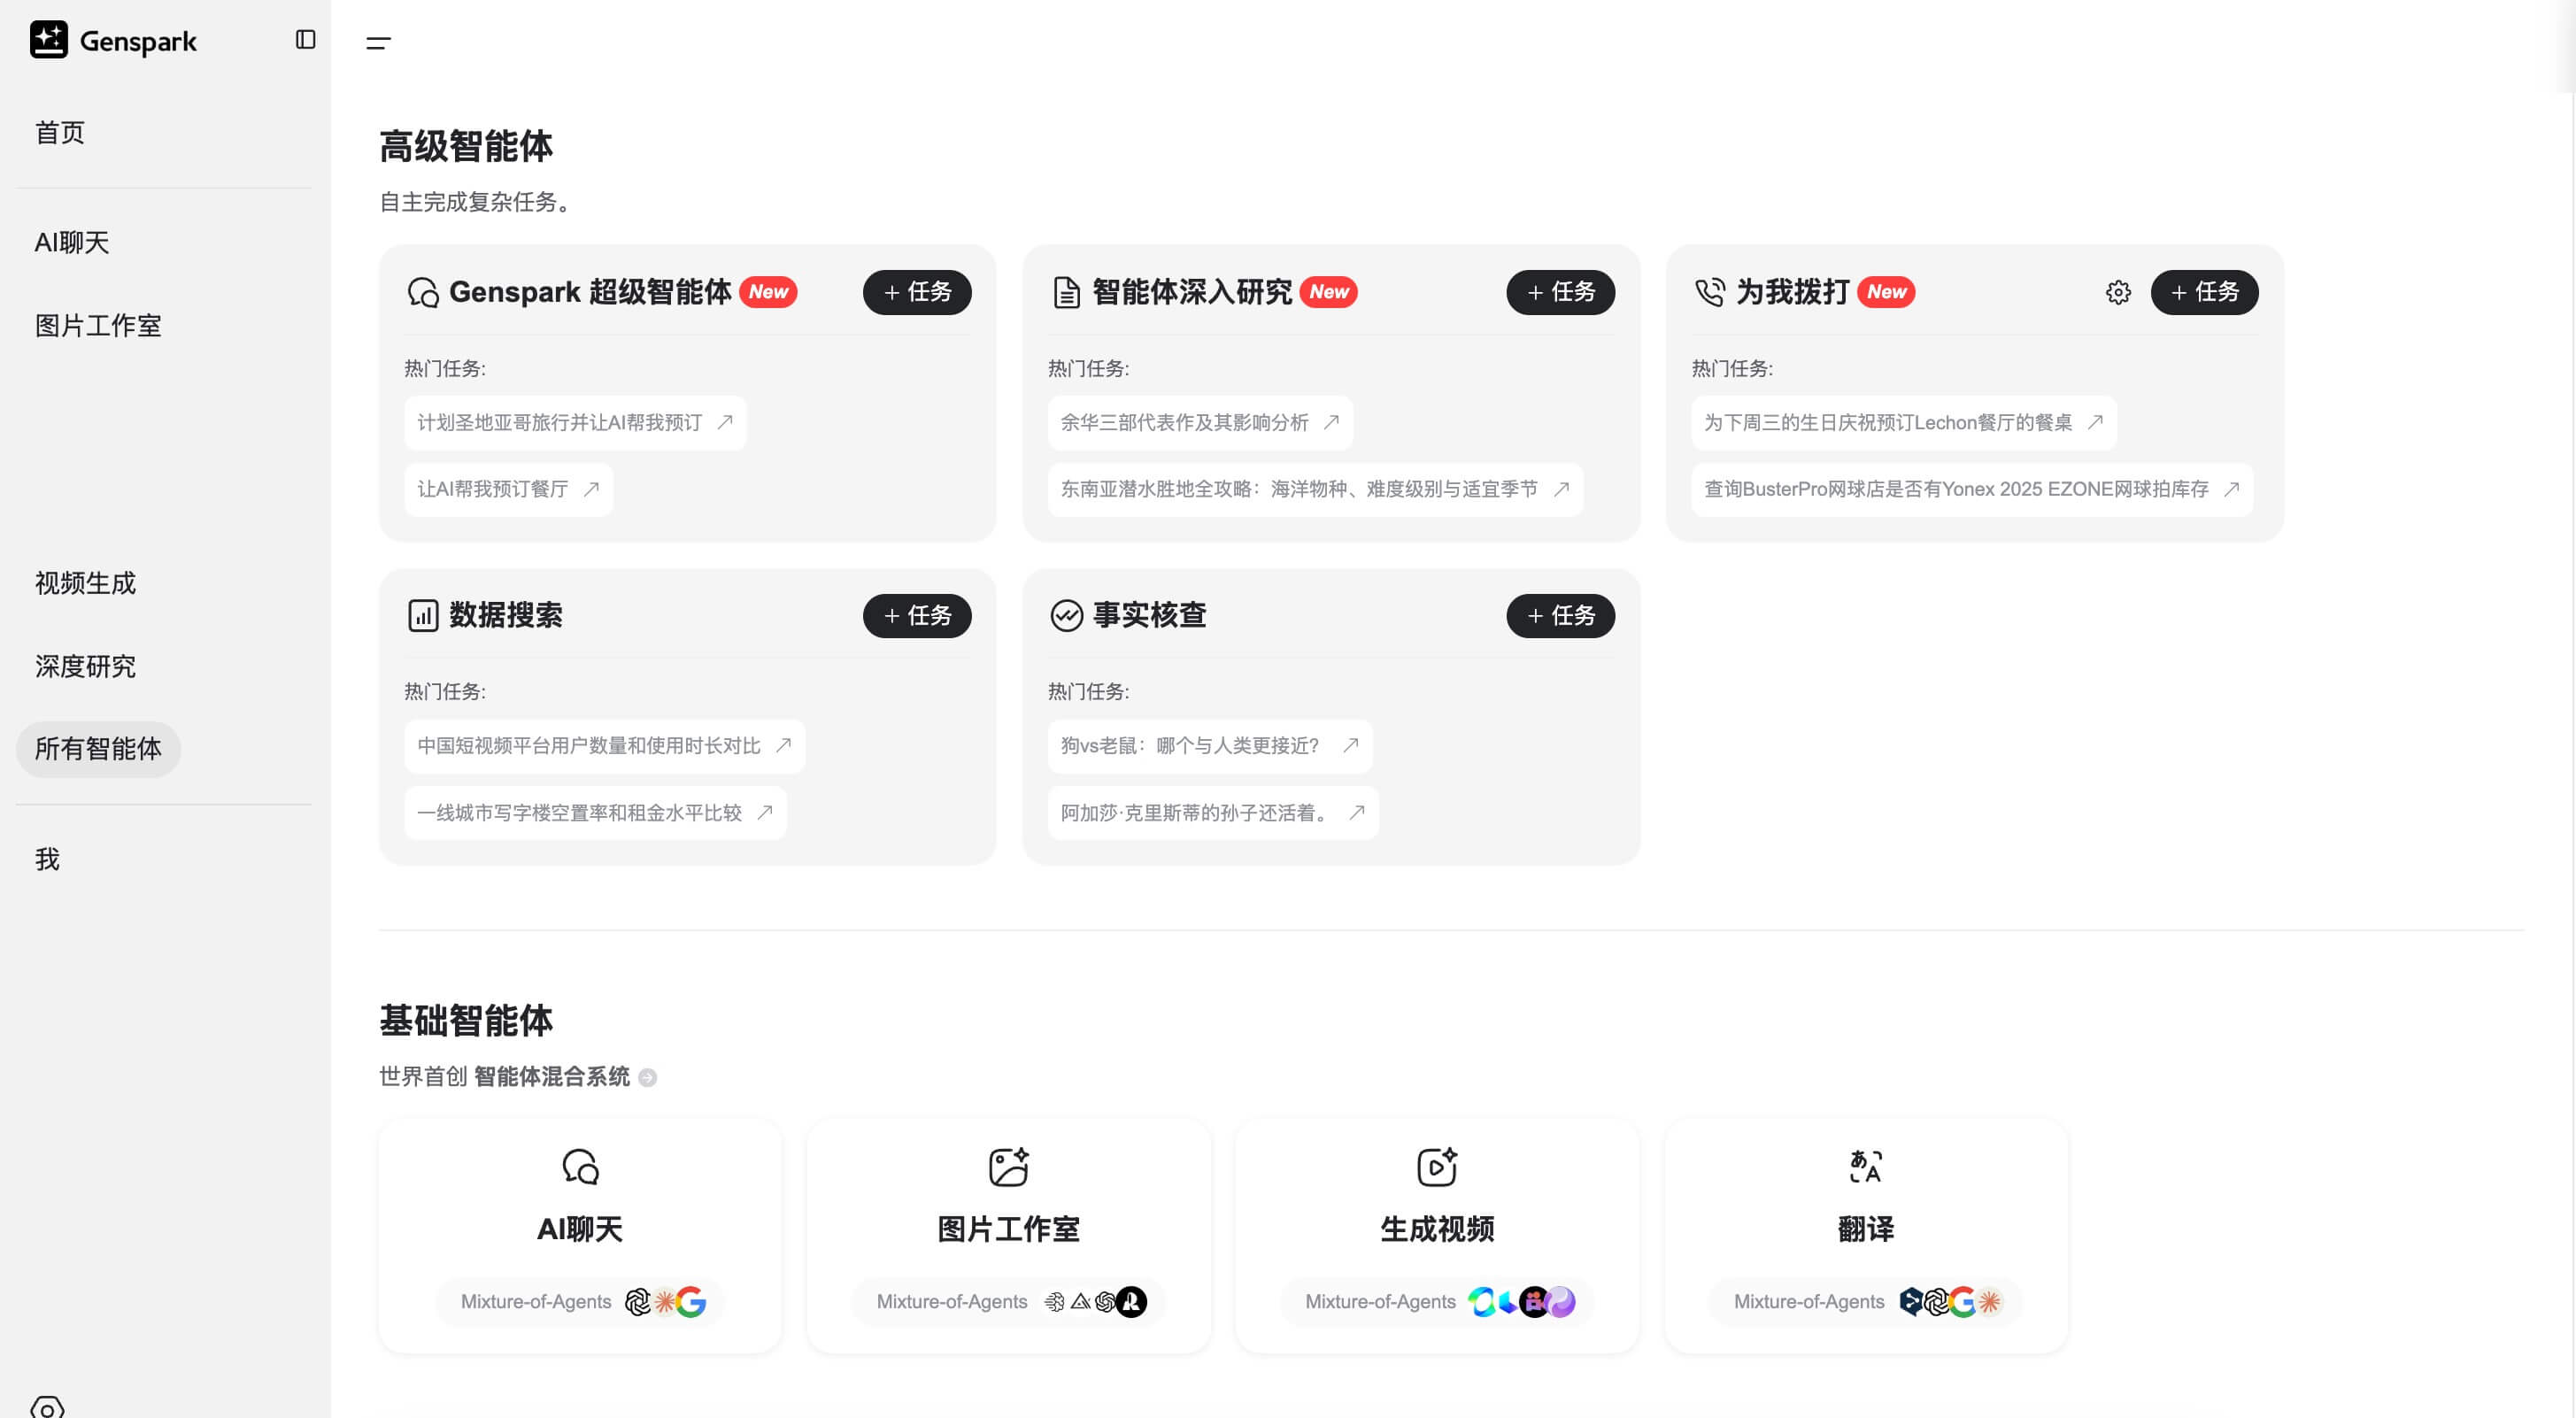 Genspark
首页
AI聊天
图片工作室
视频生成
深度研究
所有智能体
我
高级智能体
自主完成复杂任务。
Genspark 超级智能体 New + 任务
热门任务:
计划圣地亚哥旅行并让AI帮我预订
让AI帮我预订餐厅
智能体深入研究 New + 任务
热门任务:
余华三部代表作及其影响分析
东南亚潜水胜地全攻略：海洋物种、难度级别与适宜季节
为我拨打 New + 任务
热门任务:
为下周三的生日庆祝预订Lechon餐厅的餐桌
查询BusterPro网球店是否有Yonex 2025 EZONE网球拍库存
数据搜索 + 任务
热门任务:
中国短视频平台用户数量和使用时长对比
一线城市写字楼空置率和租金水平比较
事实核查 + 任务
热门任务:
狗vs老鼠：哪个与人类更接近?
阿加莎·克里斯蒂的孙子还活着。
基础智能体
世界首创 智能体混合系统
AI聊天
Mixture-of-Agents
图片工作室
Mixture-of-Agents
生成视频
Mixture-of-Agents
翻译
Mixture-of-Agents